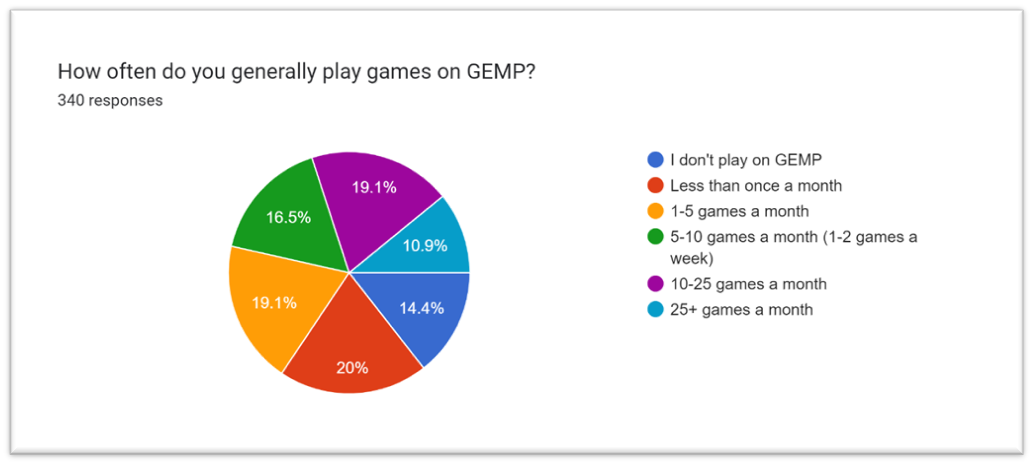 How often do you generally play games on GEMP?
340 responses
19.1%
16.5%
10.9%
19.1%
14.4%
20%
I don't play on GEMP
Less than once a month
1-5 games a month
5-10 games a month (1-2 games a
week)
10-25 games a month
25+ games a month